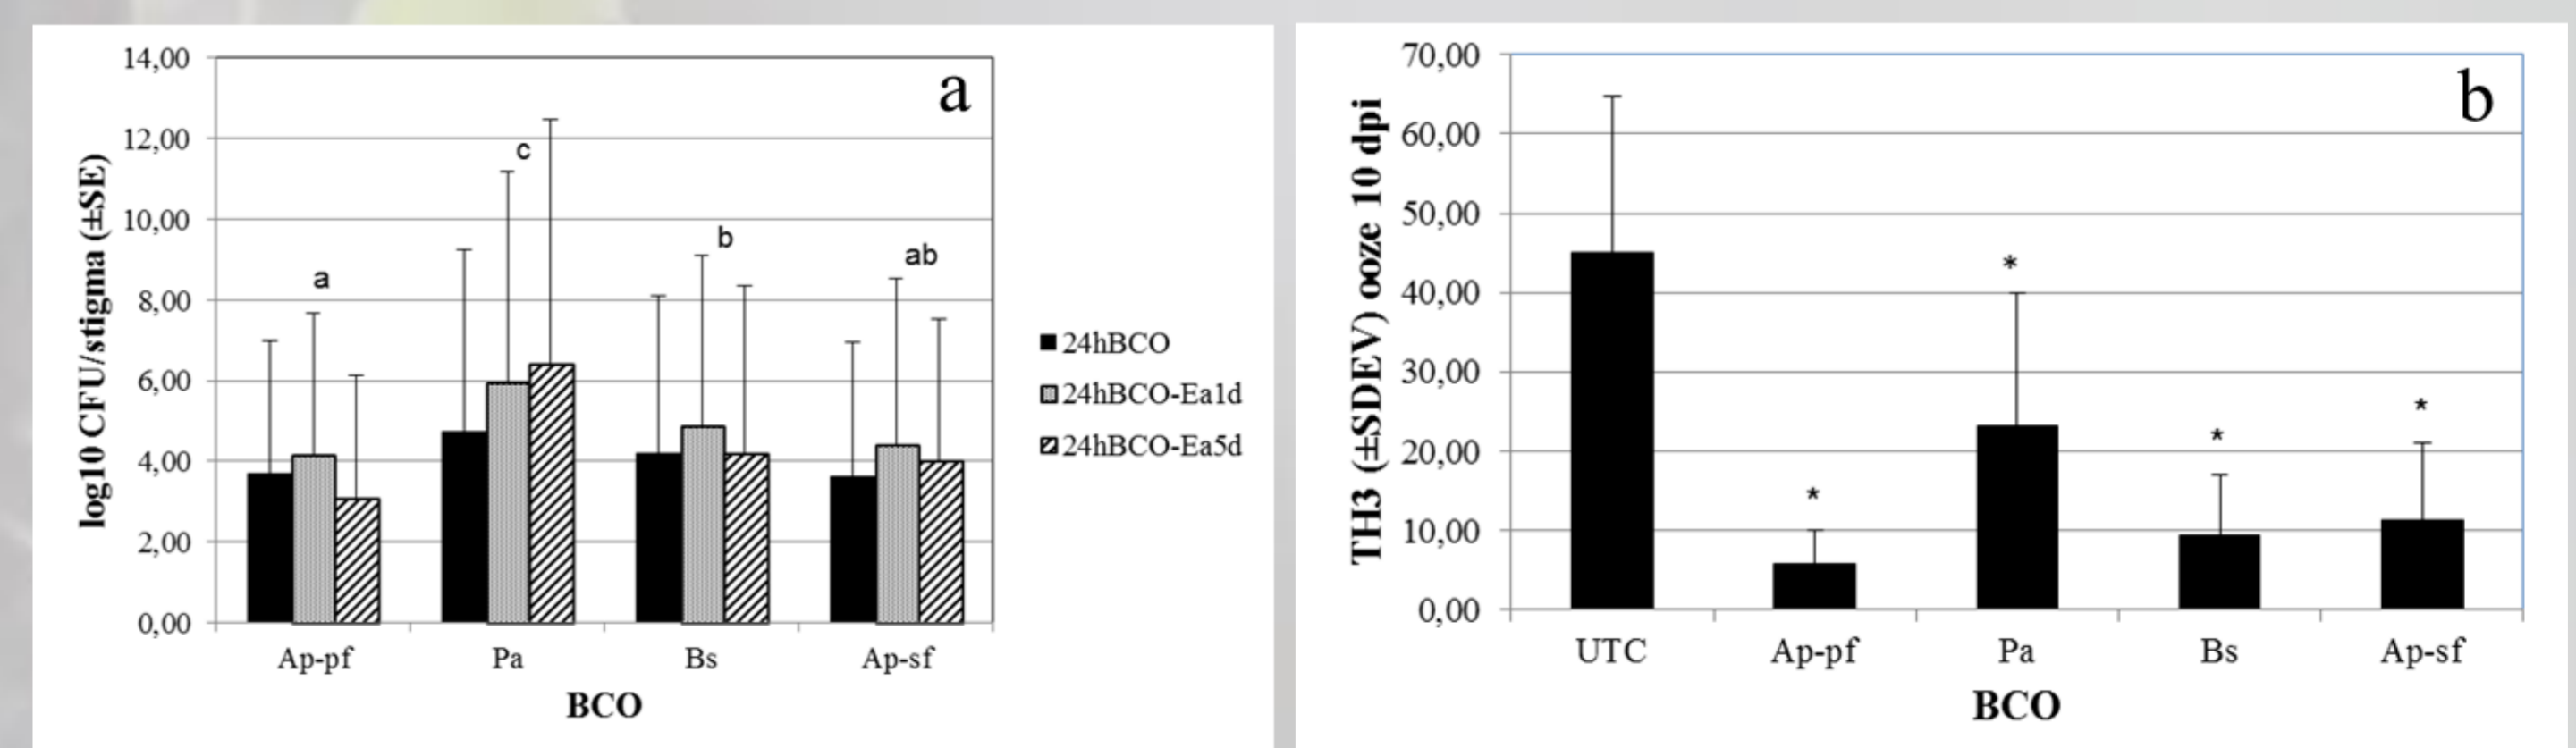 a
log10 CFU/stigma (±SE)
14,00
12,00
10,00
8,00
6,00
4,00
2,00
0,00
a
c
b
ab
Ap-pf
Pa
Bs
Ap-sf
BCO
24hBCO
24hBCO-Ea1d
24hBCO-Ea5d
b
TH3 (±SDEV) ooze 10 dpi
70,00
60,00
50,00
40,00
30,00
20,00
10,00
0,00
*
*
*
*
UTC
Ap-pf
Pa
Bs
Ap-sf
BCO